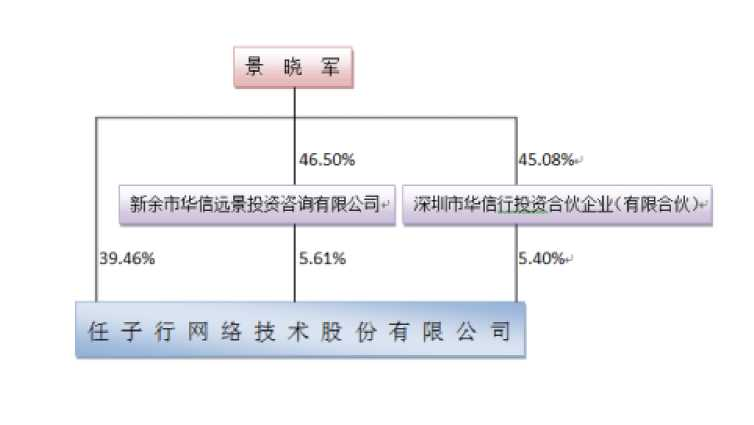 景 晓 军
46.50%
45.08%
新余市华信远景投资咨询有限公司
深圳市华信行投资合伙企业（有限合伙）
39.46%
5.61%
5.40%
任子行网络技术股份有限公司